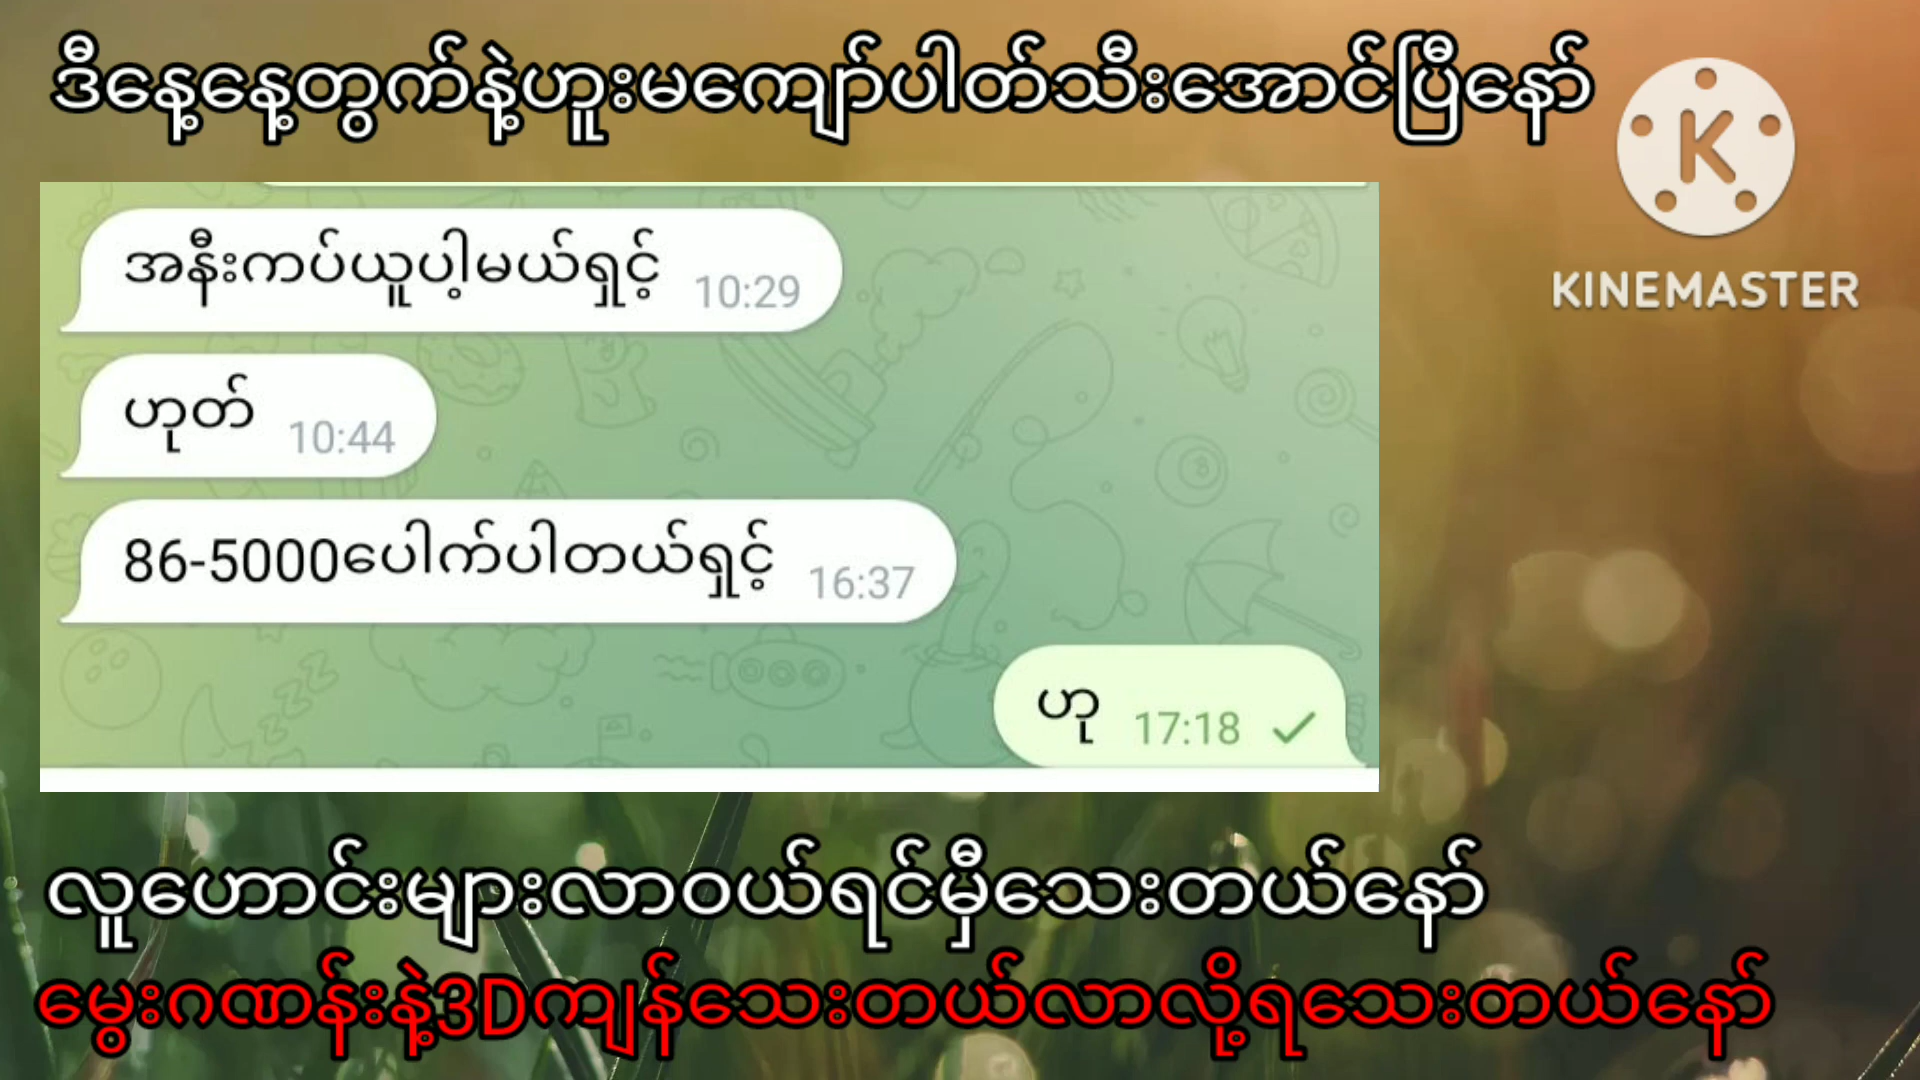 ဒီနေ့နေ့တွက်နဲ့ဟူးမကျော်ပါတ်သီးအောင်ပြီနော်
KINEMASTER
အနီးကပ်ယူပါ့မယ်ရှင့် 10:29
ဟုတ် 10:44
86-5000ပေါက်ပါတယ်ရှင့် 16:37
ဟု 17:18
လူဟောင်းများလာဝယ်ရင်မှီသေးတယ်နော်
မွေးဂဏန်းနဲ့3Dကျန်သေးတယ်လာလို့ရသေးတယ်နော်